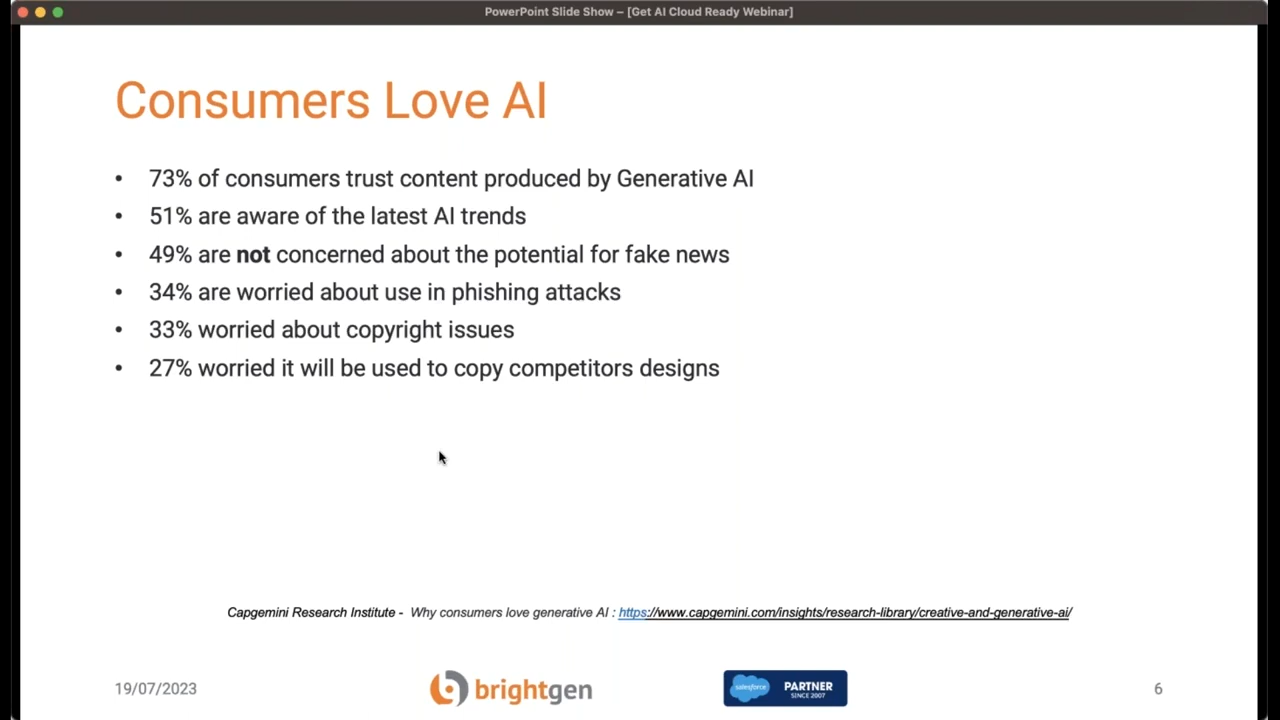 PowerPoint Slide Show – [Get AI Cloud Ready Webinar]
Consumers Love AI
• 73% of consumers trust content produced by Generative AI
• 51% are aware of the latest AI trends
• 49% are not concerned about the potential for fake news
• 34% are worried about use in phishing attacks
• 33% worried about copyright issues
• 27% worried it will be used to copy competitors designs
Capgemini Research Institute - Why consumers love generative AI : https://www.capgemini.com/insights/research-library/creative-and-generative-ai/
19/07/2023
brightgen
salesforce
PARTNER
SINCE 2007
6